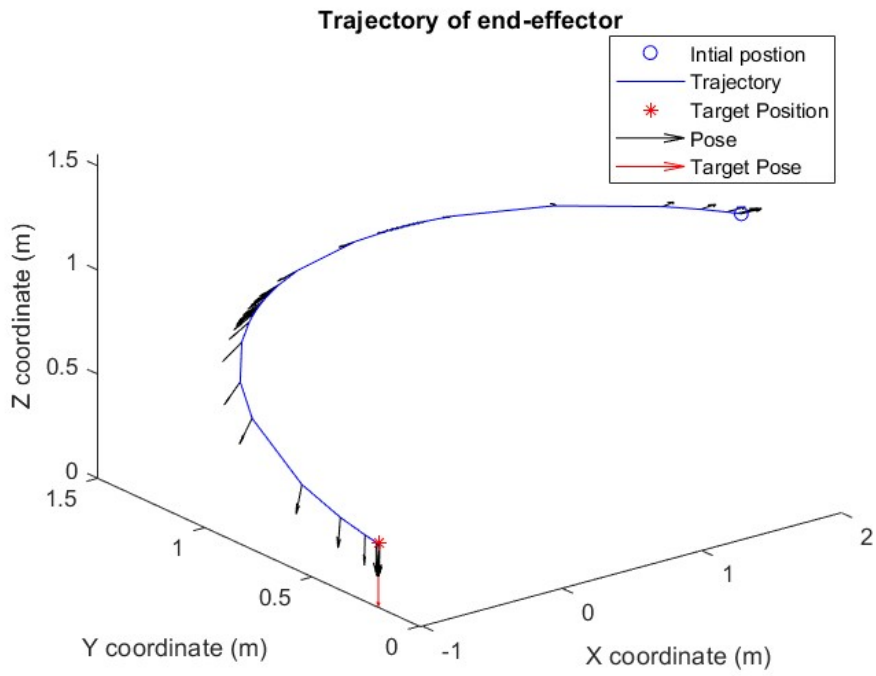 Trajectory of end-effector
Intial postion
Trajectory
Target Position
Pose
Target Pose
1.5
1
0.5
0
Z coordinate (m)
1.5
1
0.5
0
Y coordinate (m)
-1
0
1
2
X coordinate (m)